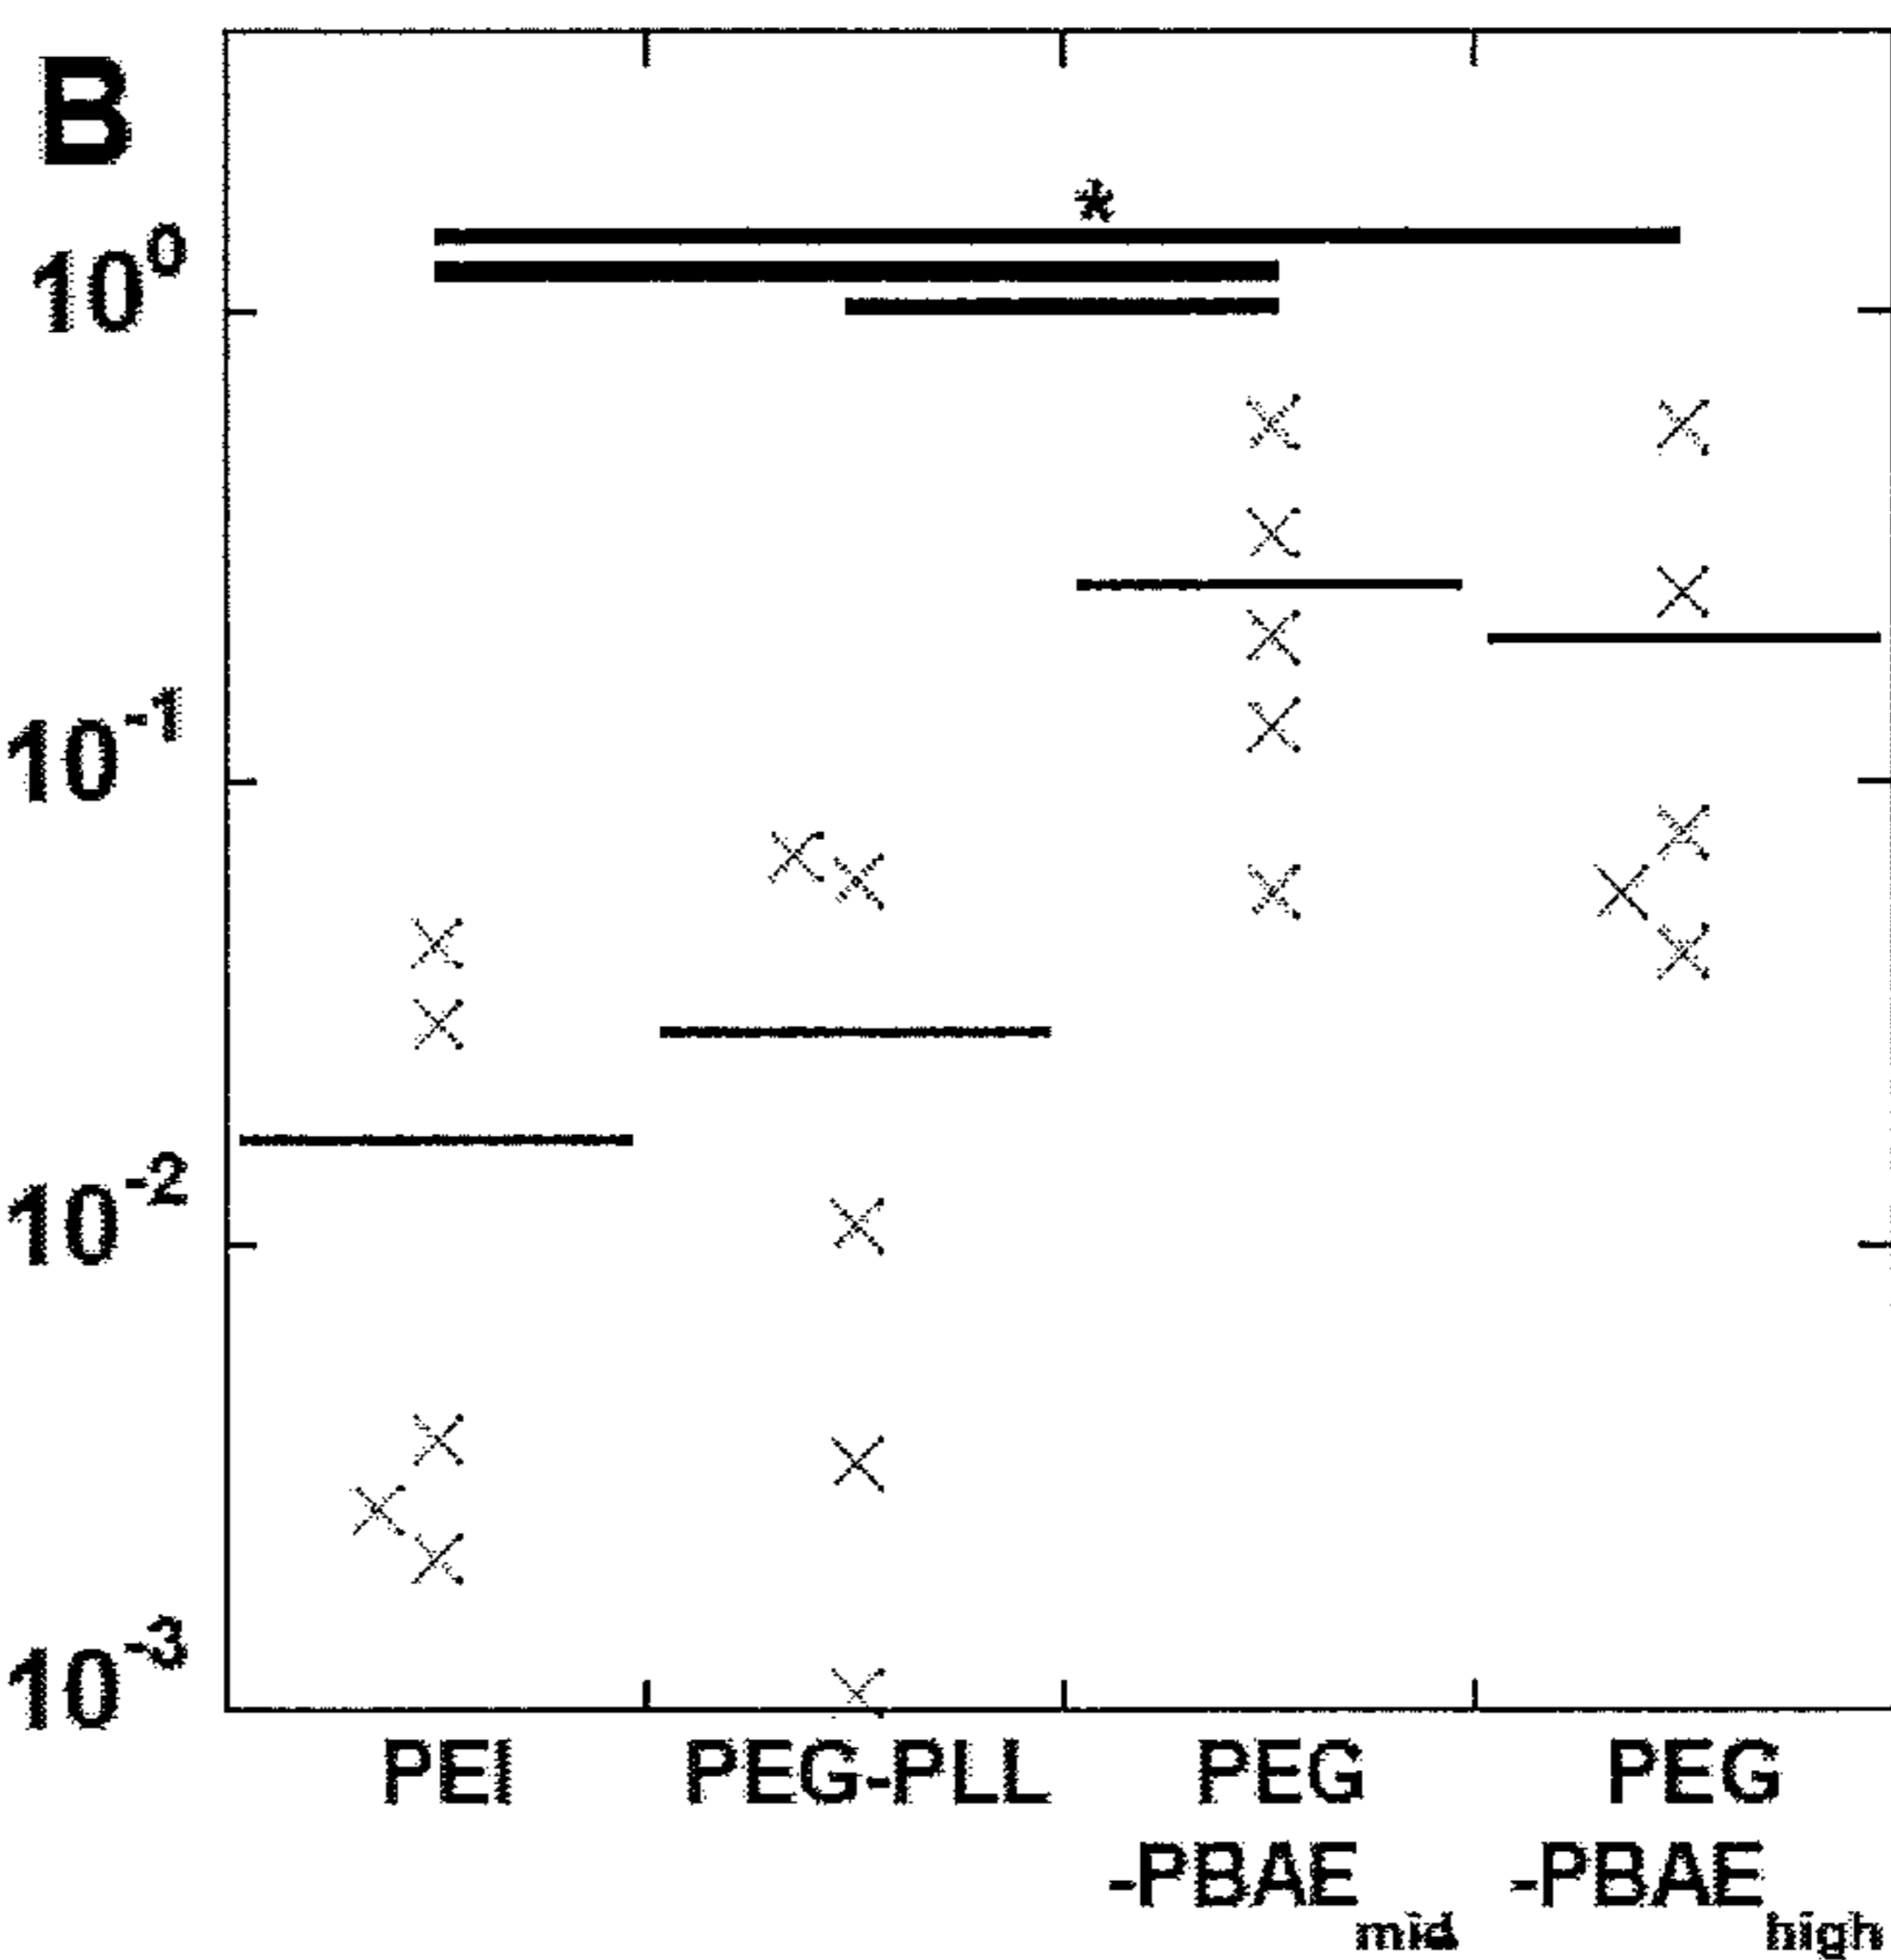 B
*
10^0
10^-1
10^-2
10^-3
PEI PEG-PLL PEG PEG
-PBAE_mid -PBAE_high